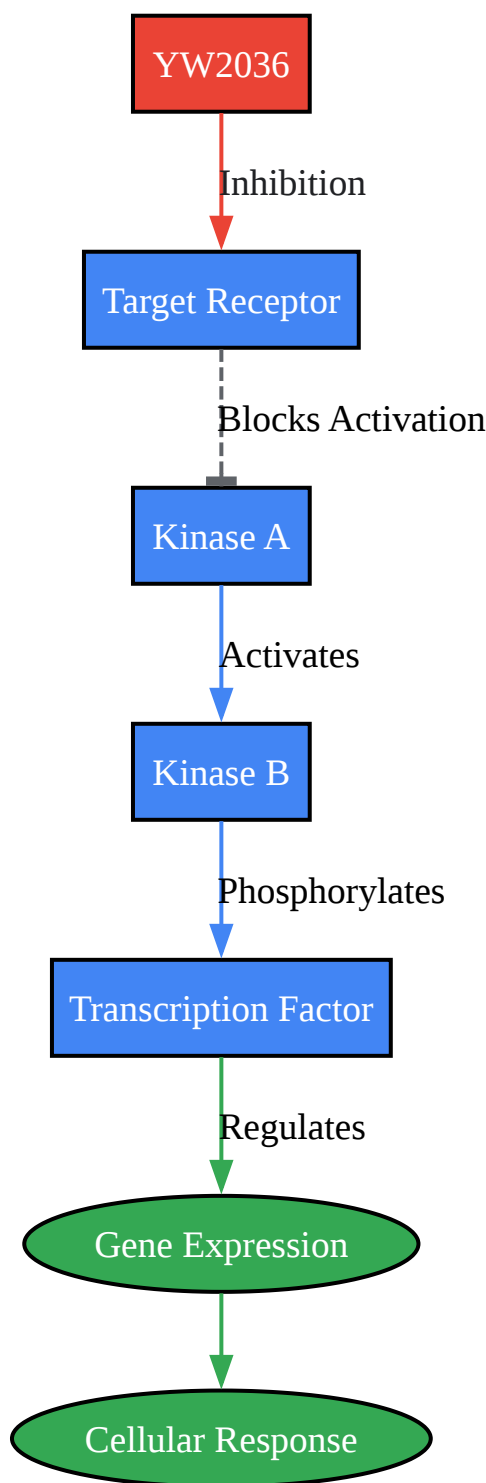 YW2036
Inhibition
Target Receptor
Blocks Activation
Kinase A
Activates
Kinase B
Phosphorylates
Transcription Factor
Regulates
Gene Expression
Cellular Response